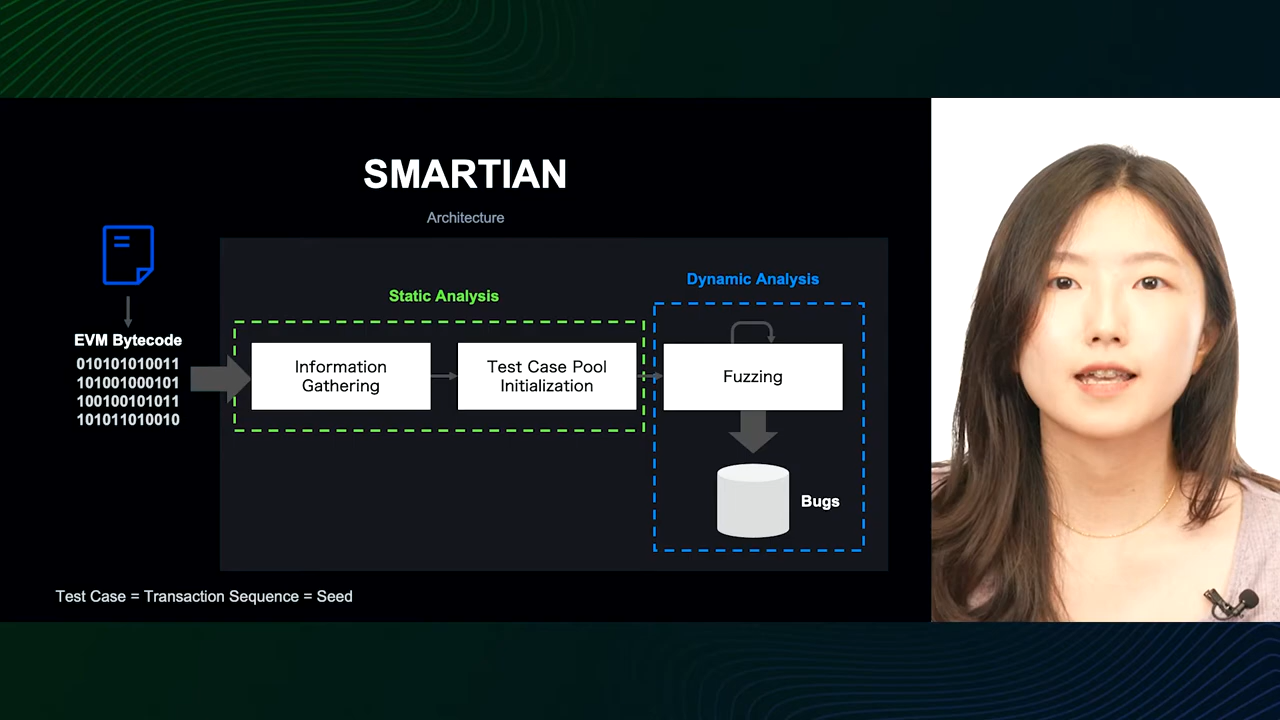 SMARTIAN
Architecture
Static Analysis
Dynamic Analysis
EVM Bytecode
010101010011
101001000101
100100101011
101011010010
Information
Gathering
Test Case Pool
Initialization
Fuzzing
Bugs
Test Case = Transaction Sequence = Seed